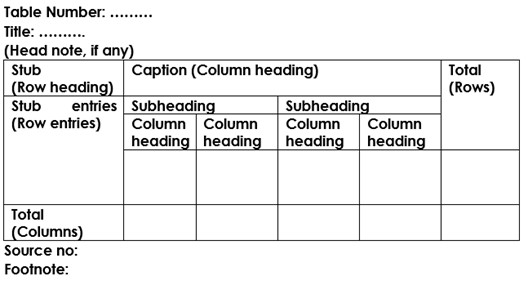 Table Number: .........
Title: ..........
(Head note, if any)
Stub
(Row heading)
Caption (Column heading)
Total
(Rows)
Stub entries
(Row entries)
Subheading
Subheading
Column
heading
Column
heading
Column
heading
Column
heading
Total
(Columns)
Source no:
Footnote: